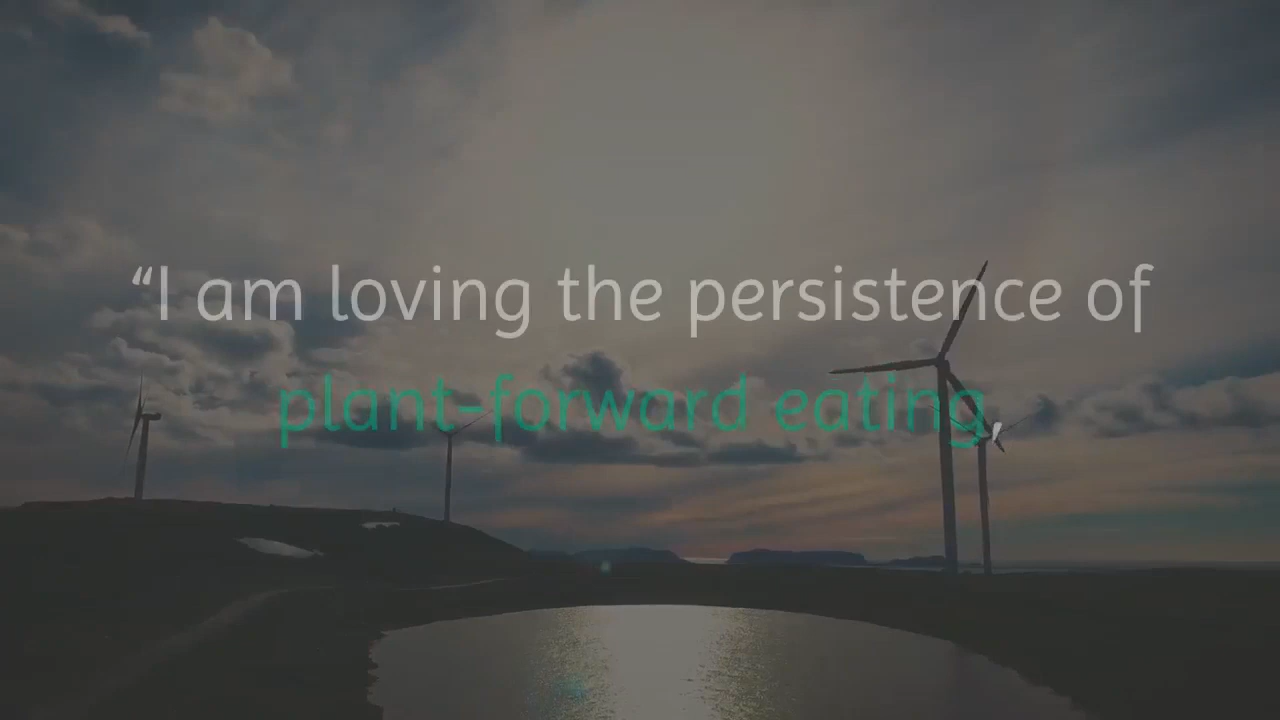 “I am loving the persistence of
plant-forward eating,